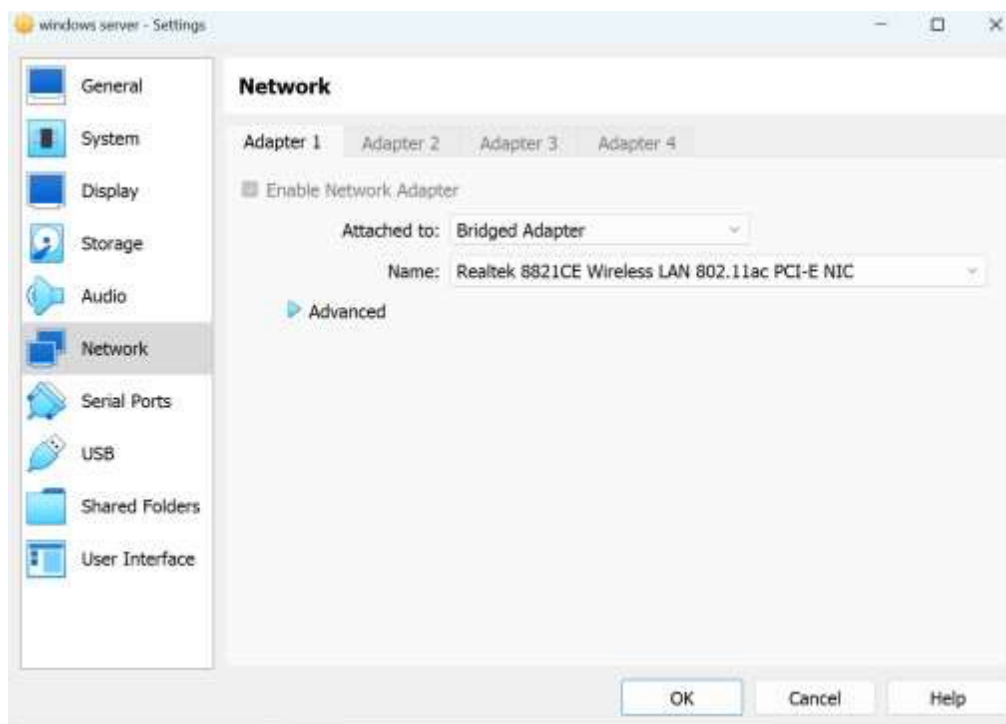 windows server - Settings
General
System
Display
Storage
Audio
Network
Serial Ports
USB
Shared Folders
User Interface
Network
Adapter 1 Adapter 2 Adapter 3 Adapter 4
Enable Network Adapter
Attached to: Bridged Adapter
Name: Realtek 8821CE Wireless LAN 802.11ac PCI-E NIC
Advanced
OK Cancel Help